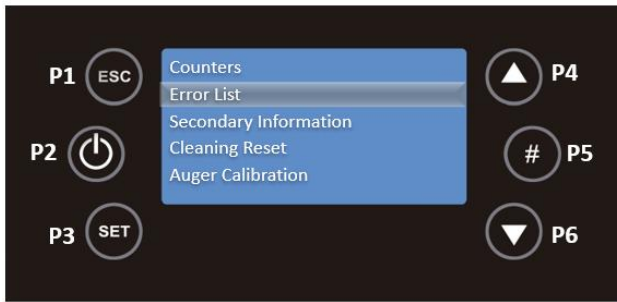 P1 ESC
P2
P3 SET
Counters
Error List
Secondary Information
Cleaning Reset
Auger Calibration
P4
# P5
P6